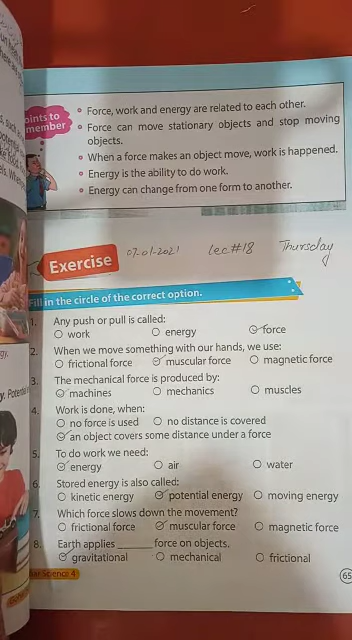 oints to
member
Force, work and energy are related to each other.
Force can move stationary objects and stop moving
objects.
When a force makes an object move, work is happened.
Energy is the ability to do work.
Energy can change from one form to another.
Exercise
07-01-2021 Lec#18 Thursday
Fill in the circle of the correct option.
1. Any push or pull is called:
work energy force
2. When we move something with our hands, we use:
frictional force muscular force magnetic force
3. The mechanical force is produced by:
machines mechanics muscles
4. Work is done, when:
no force is used no distance is covered
an object covers some distance under a force
5. To do work we need:
energy air water
6. Stored energy is also called:
kinetic energy potential energy moving energy
7. Which force slows down the movement?
frictional force muscular force magnetic force
8. Earth applies ______ force on objects.
gravitational mechanical frictional
Science 4
65